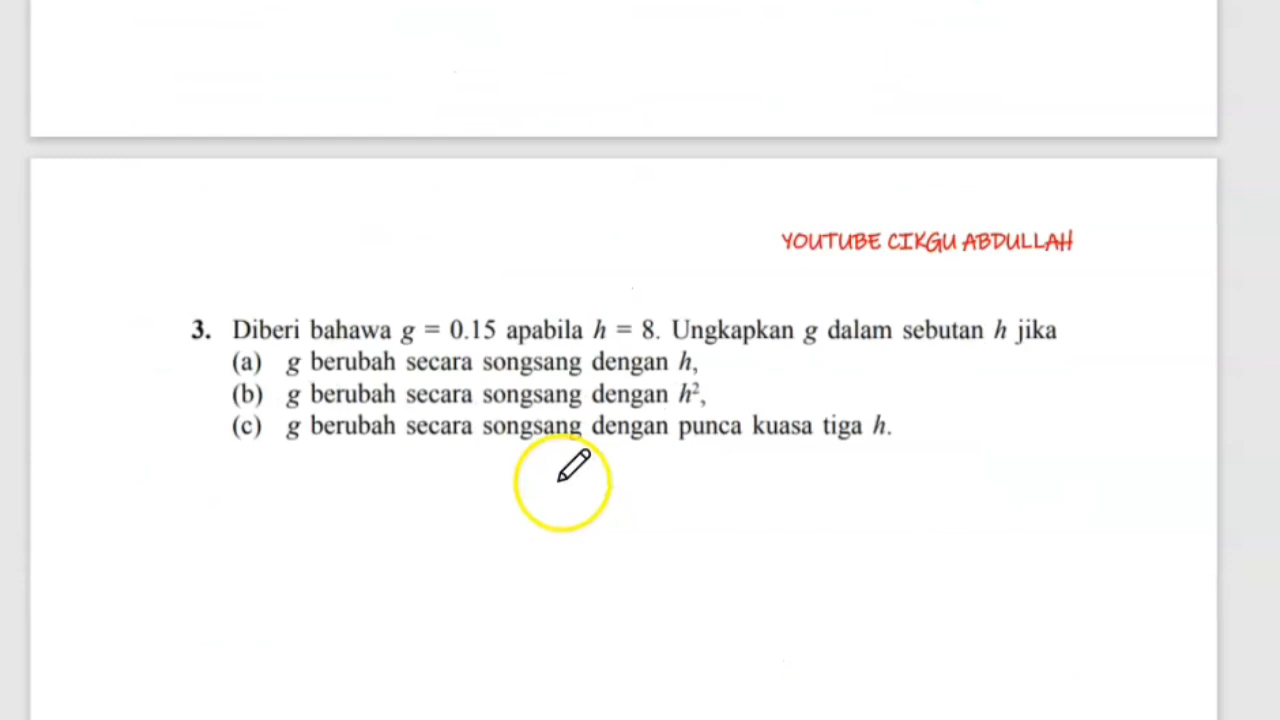 YOUTUBE CIKGU ABDULLAH
3. Diberi bahawa g = 0.15 apabila h = 8. Ungkapkan g dalam sebutan h jika
(a) g berubah secara songsang dengan h,
(b) g berubah secara songsang dengan h²,
(c) g berubah secara songsang dengan punca kuasa tiga h.